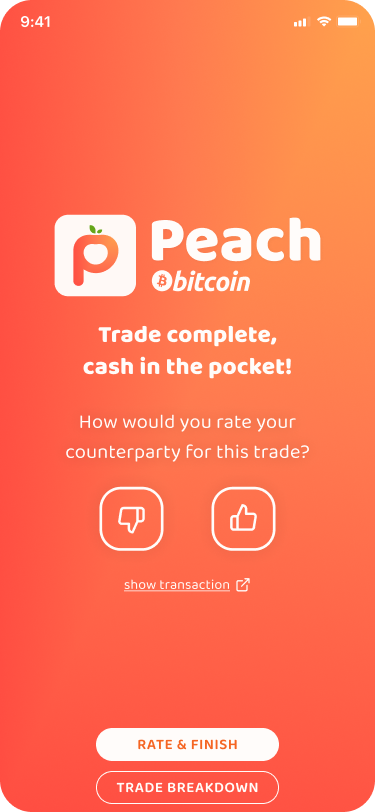 9:41
Peach
bitcoin
Trade complete,
cash in the pocket!
How would you rate your
counterparty for this trade?
show transaction
RATE & FINISH
TRADE BREAKDOWN